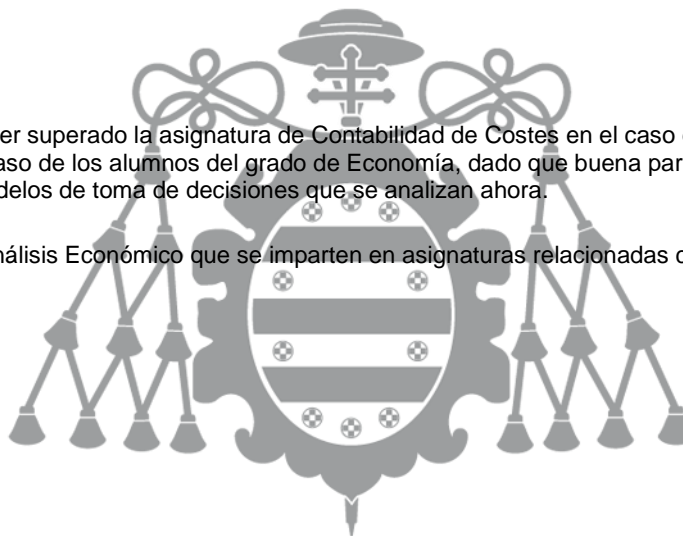 er superado la asignatura de Contabilidad de Costes en el caso
aso de los alumnos del grado de Economía, dado que buena par
delos de toma de decisiones que se analizan ahora.
nálisis Económico que se imparten en asignaturas relacionadas